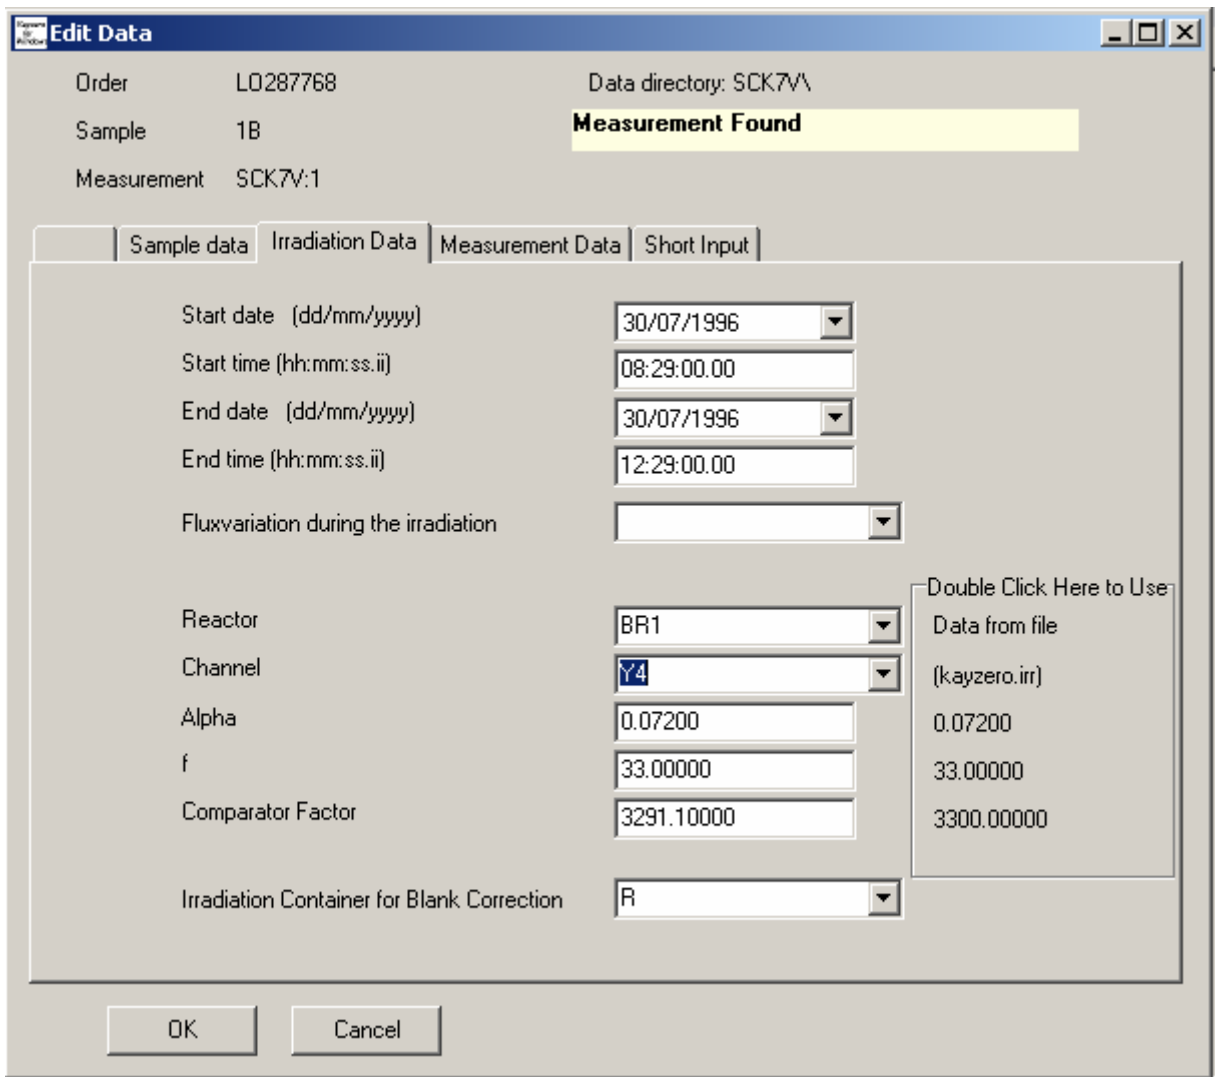 Edit Data
Order LO287768 Data directory: SCK7V\
Sample 1B Measurement Found
Measurement SCK7V:1
Sample data Irradiation Data Measurement Data Short Input
Start date (dd/mm/yyyy) 30/07/1996
Start time (hh:mm:ss.ii) 08:29:00.00
End date (dd/mm/yyyy) 30/07/1996
End time (hh:mm:ss.ii) 12:29:00.00
Fluxvariation during the irradiation
Double Click Here to Use
Reactor BR1 Data from file
Channel Y4 (kayzero.irr)
Alpha 0.07200 0.07200
f 33.00000 33.00000
Comparator Factor 3291.10000 3300.00000
Irradiation Container for Blank Correction R
OK Cancel